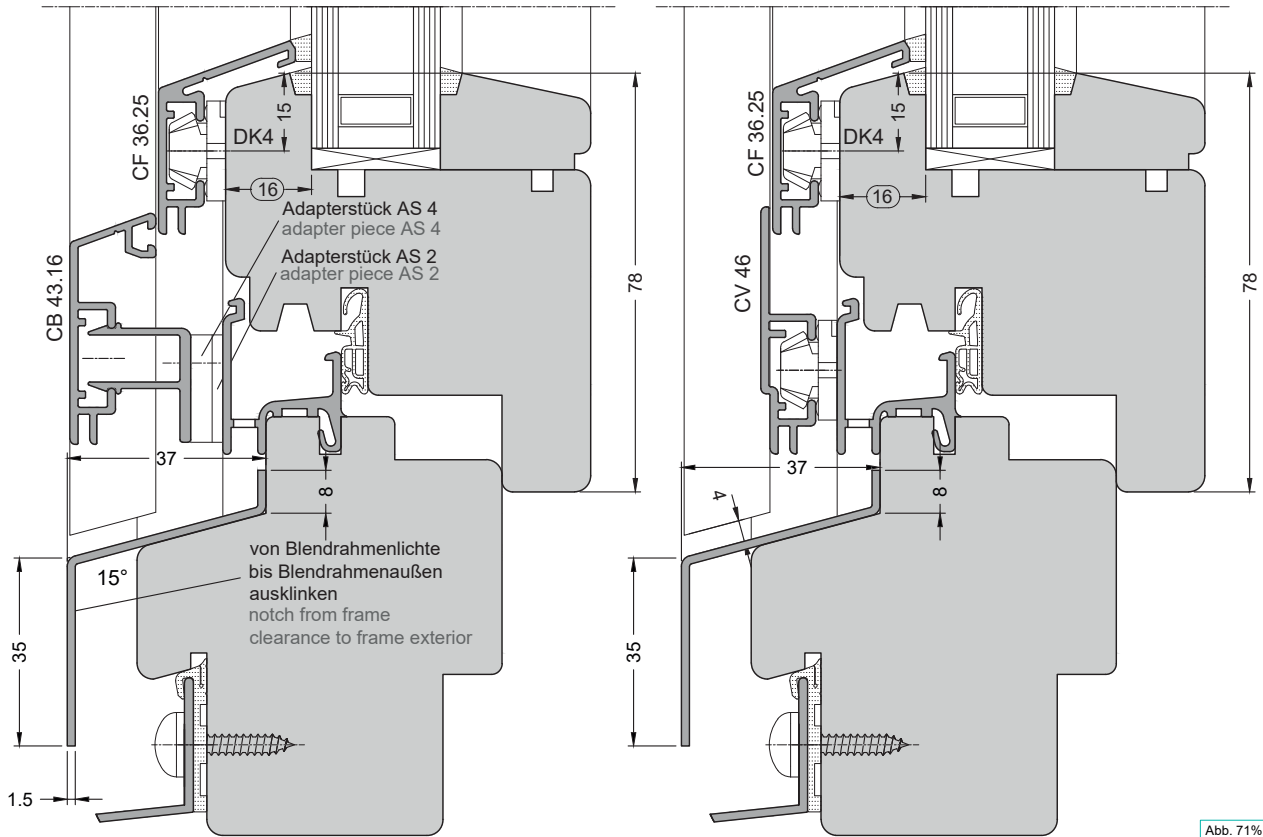 CF 36.25
DK4
15
16
Adapterstück AS 4
adapter piece AS 4
Adapterstück AS 2
adapter piece AS 2
CB 43.16
78
37
8
15°
von Blendrahmenlichte
bis Blendrahmenaußen
ausklinken
notch from frame
clearance to frame exterior
35
1.5
CF 36.25
DK4
15
16
CV 46
78
37
8
4
35
Abb. 71%